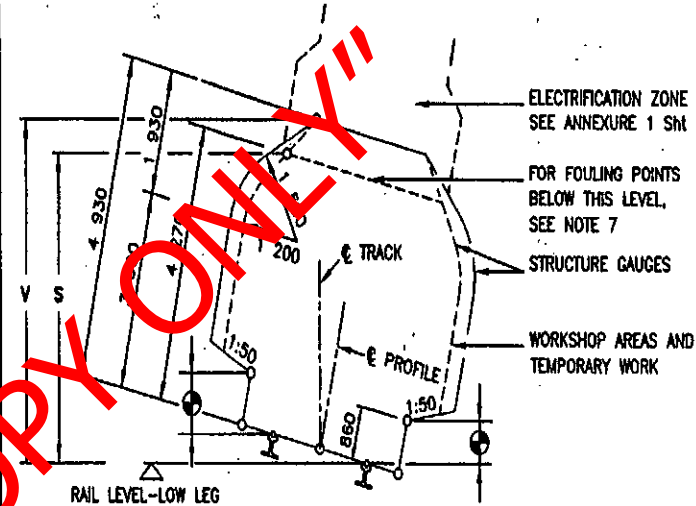 ELECTRIFICATION ZONE
SEE ANNEXURE 1 Sht
FOR FOULING POINTS
BELOW THIS LEVEL,
SEE NOTE 7
STRUCTURE GAUGES
WORKSHOP AREAS AND
TEMPORARY WORK
4 930
1 930
V
S
200
℄ TRACK
℄ PROFILE
1:50
1:50
860
RAIL LEVEL-LOW LEG
COPY ONLY"